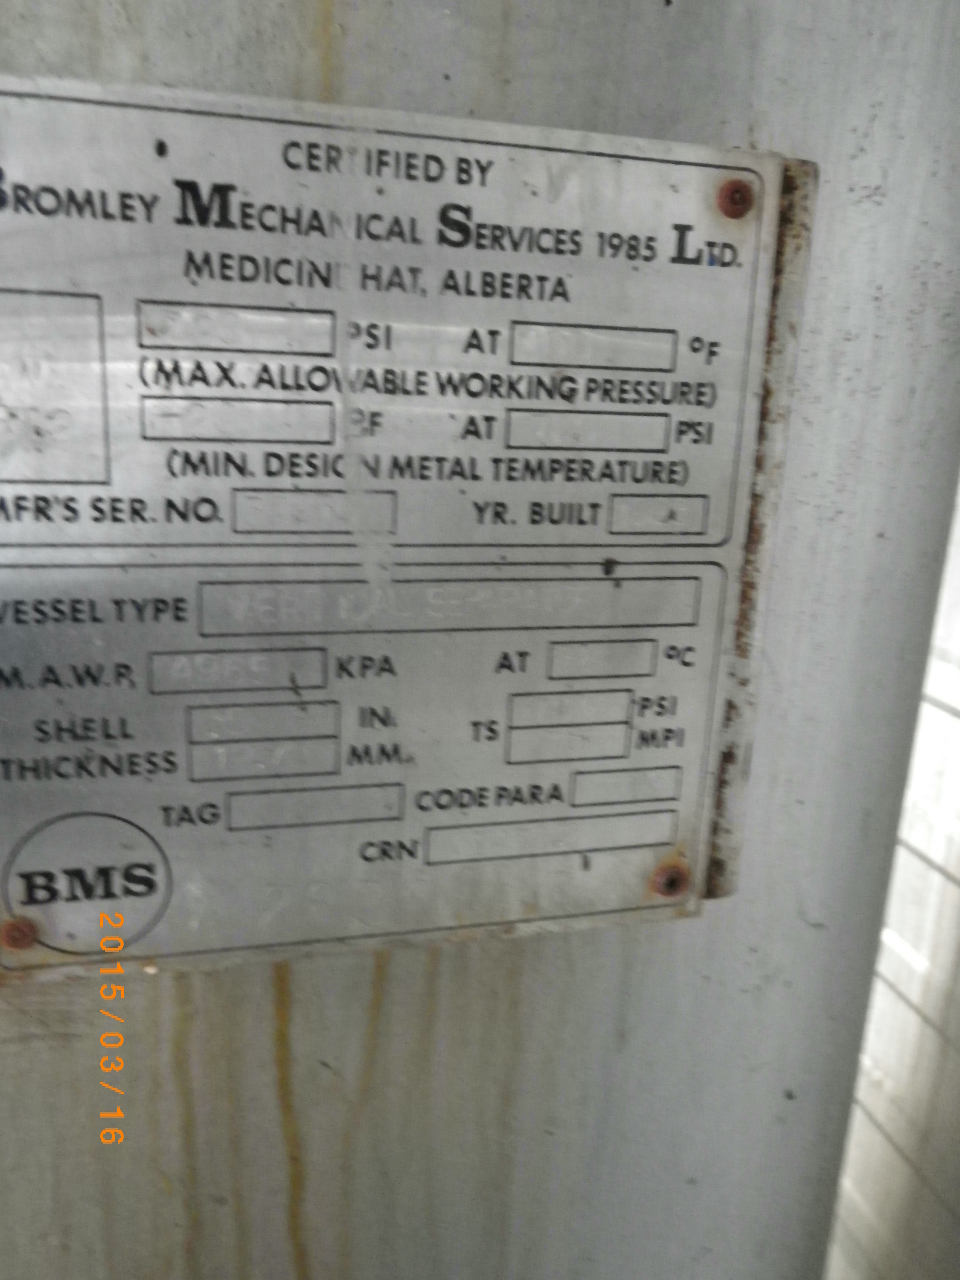 CERTIFIED BY
BROMLEY MECHANICAL SERVICES 1985 LTD.
MEDICINE HAT, ALBERTA
PSI AT °F
(MAX. ALLOWABLE WORKING PRESSURE)
°F AT PSI
(MIN. DESIGN METAL TEMPERATURE)
MFR'S SER. NO. YR. BUILT
VESSEL TYPE VERTICAL
M.A.W.P. KPA AT °C
SHELL THICKNESS IN. TS PSI
MM. MPI
TAG CODE PARA
CRN
BMS
2015/03/16